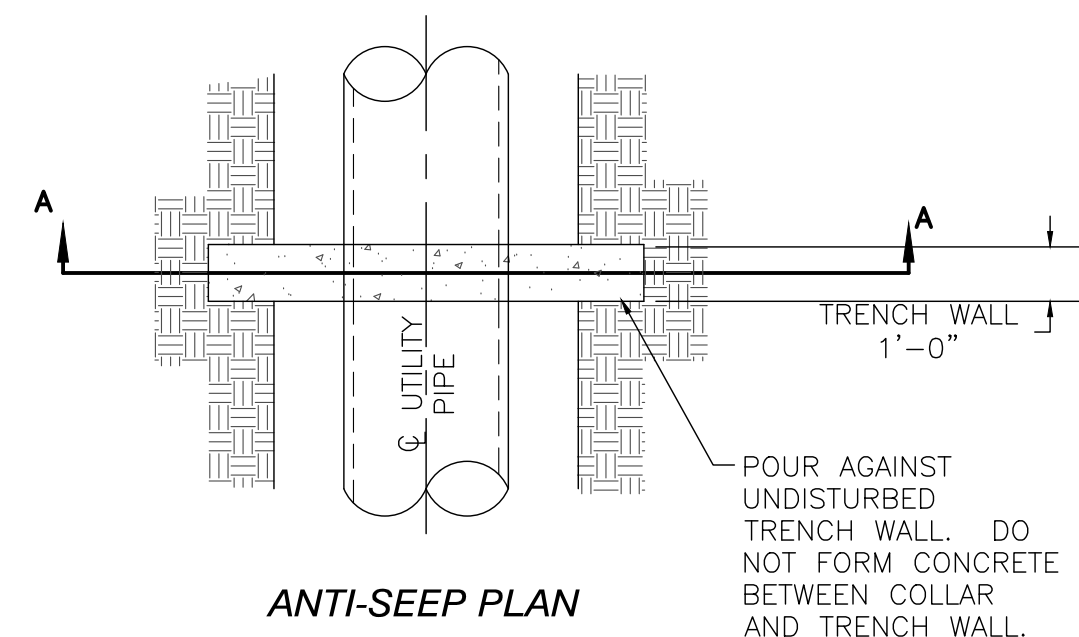 A
A
TRENCH WALL
1'-0"
℄ UTILITY
PIPE
POUR AGAINST
UNDISTURBED
TRENCH WALL. DO
NOT FORM CONCRETE
BETWEEN COLLAR
AND TRENCH WALL.
ANTI-SEEP PLAN